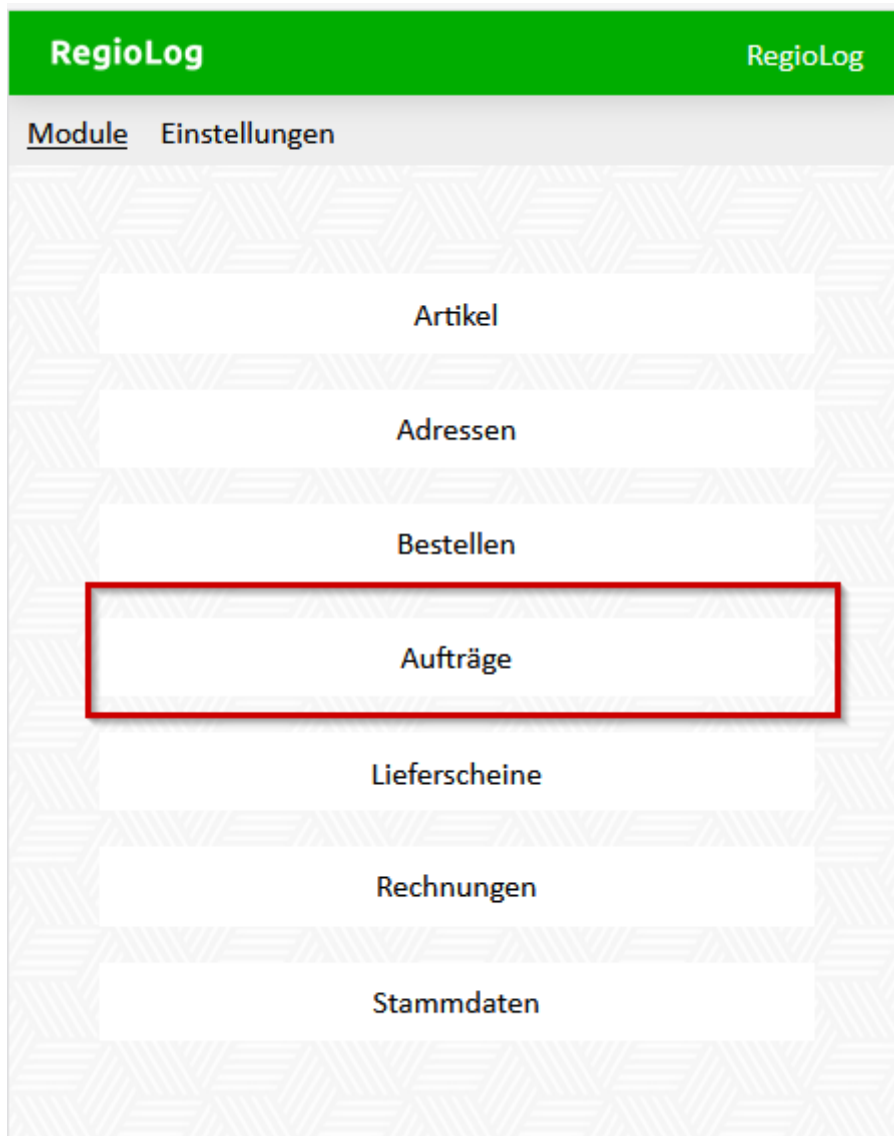 RegioLog RegioLog
Module Einstellungen
Artikel
Adressen
Bestellen
Aufträge
Lieferscheine
Rechnungen
Stammdaten